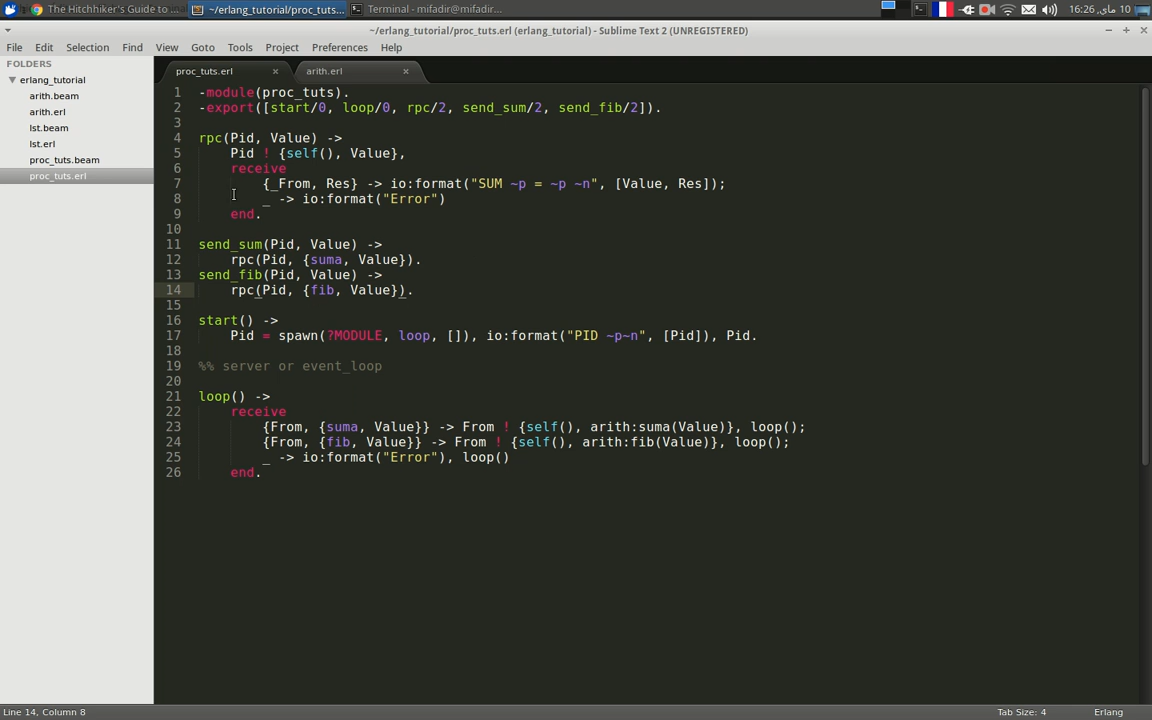 The Hitchhiker's Guide to ...
~/erlang_tutorial/proc_tuts...
Terminal - mifadir@mifadir...
10 ماي, 16:26
~/erlang_tutorial/proc_tuts.erl (erlang_tutorial) - Sublime Text 2 (UNREGISTERED)
File Edit Selection Find View Goto Tools Project Preferences Help
FOLDERS
erlang_tutorial
arith.beam
arith.erl
lst.beam
lst.erl
proc_tuts.beam
proc_tuts.erl
proc_tuts.erl × arith.erl ×
1 -module(proc_tuts).
2 -export([start/0, loop/0, rpc/2, send_sum/2, send_fib/2]).
3
4 rpc(Pid, Value) ->
5     Pid ! {self(), Value},
6     receive
7         {_From, Res} -> io:format("SUM ~p = ~p ~n", [Value, Res]);
8         _ -> io:format("Error")
9     end.
10
11 send_sum(Pid, Value) ->
12     rpc(Pid, {suma, Value}).
13 send_fib(Pid, Value) ->
14     rpc(Pid, {fib, Value}).
15
16 start() ->
17     Pid = spawn(?MODULE, loop, []), io:format("PID ~p~n", [Pid]), Pid.
18
19 %% server or event_loop
20
21 loop() ->
22     receive
23         {From, {suma, Value}} -> From ! {self(), arith:suma(Value)}, loop();
24         {From, {fib, Value}} -> From ! {self(), arith:fib(Value)}, loop();
25         _ -> io:format("Error"), loop()
26     end.
Line 14, Column 8
Tab Size: 4
Erlang